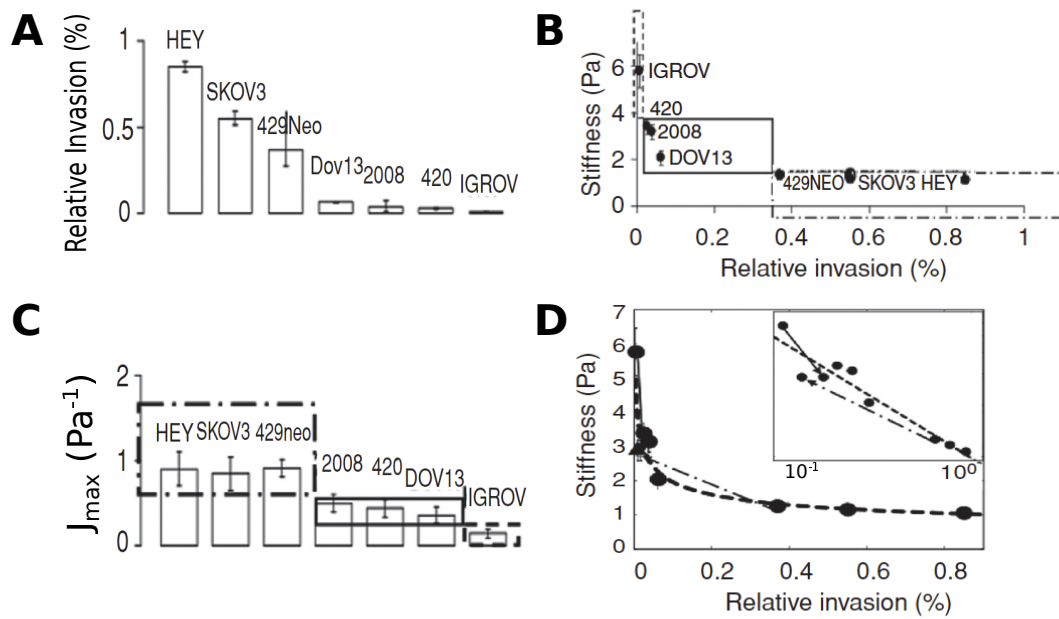 A
Relative Invasion (%)
1
0.5
0
HEY
SKOV3
429Neo
Dov13
2008
420
IGROV
B
Stiffness (Pa)
6
4
2
0
IGROV
420
2008
DOV13
429NEO
SKOV3
HEY
0
0.2
0.4
0.6
0.8
1
Relative invasion (%)
C
Jmax (Pa-1)
2
1
0
HEY
SKOV3
429neo
2008
420
DOV13
IGROV
D
Stiffness (Pa)
7
6
5
4
3
2
1
0
10-1
100
0
0.2
0.4
0.6
0.8
Relative invasion (%)